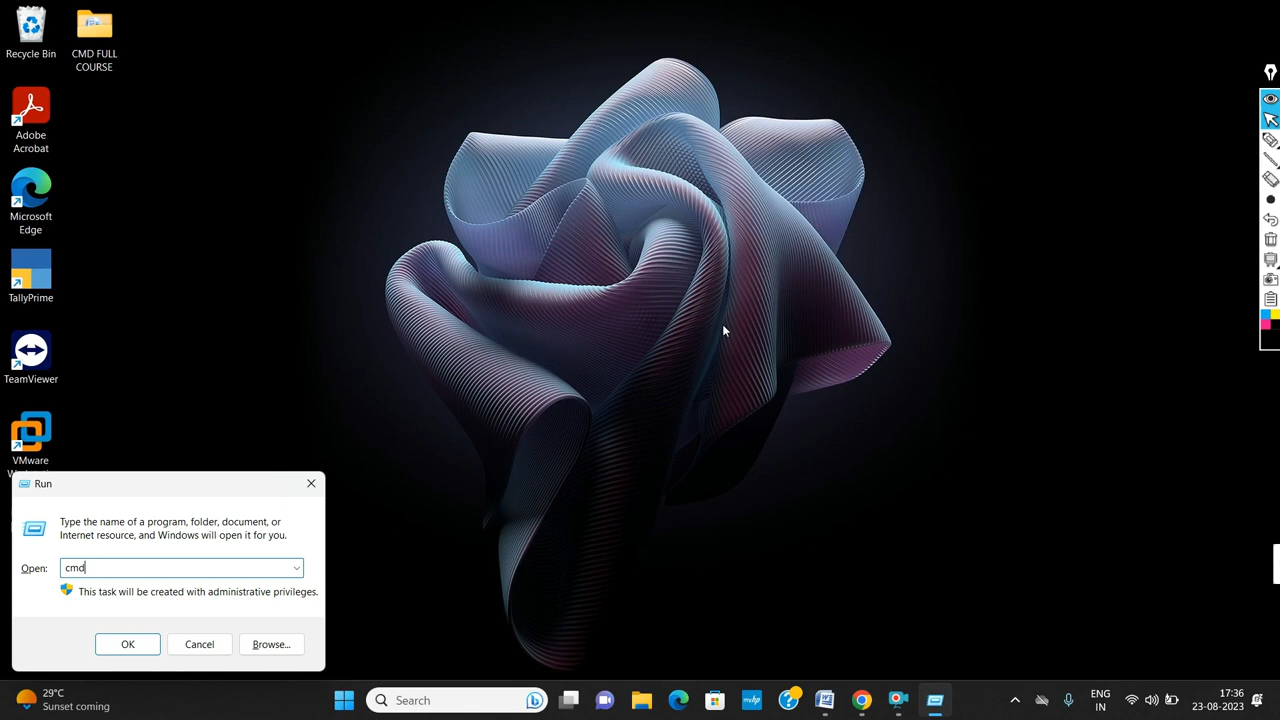 Recycle Bin
CMD FULL
COURSE
Adobe
Acrobat
Microsoft
Edge
TallyPrime
TeamViewer
VMware
Run
Type the name of a program, folder, document, or
Internet resource, and Windows will open it for you.
Open:
cmd
This task will be created with administrative privileges.
OK
Cancel
Browse...
29°C
Sunset coming
Search
ENG
IN
17:36
23-08-2023